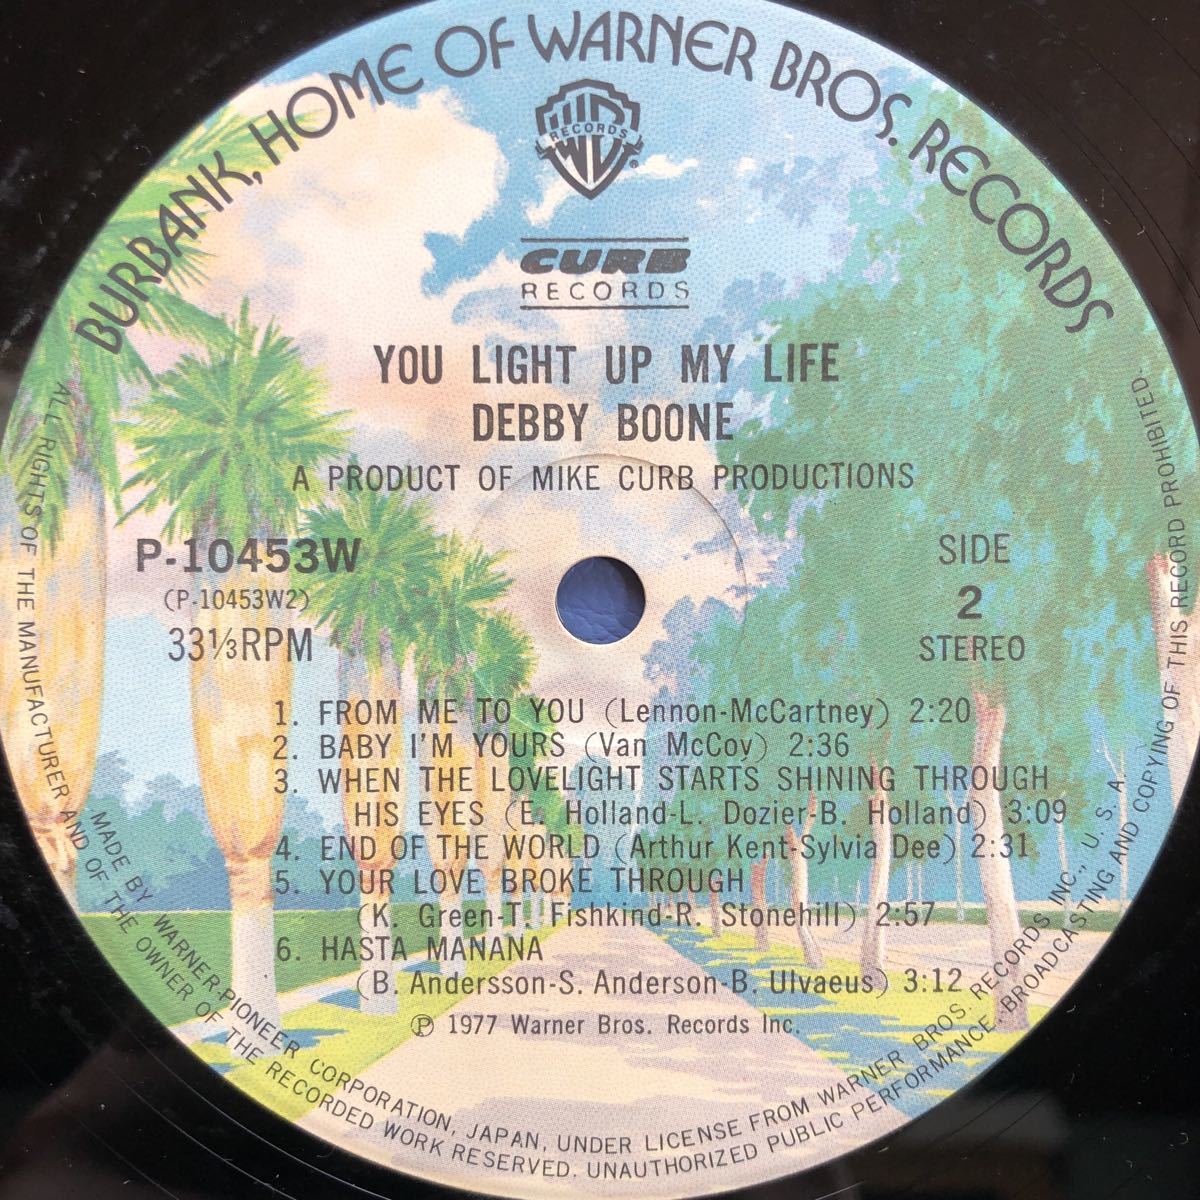 BURBANK, HOME OF WARNER BROS. RECORDS
RECORDS
CURB
RECORDS
YOU LIGHT UP MY LIFE
DEBBY BOONE
A PRODUCT OF MIKE CURB PRODUCTIONS
P-10453W
(P-10453W2)
33⅓RPM
SIDE
2
STEREO
1. FROM ME TO YOU (Lennon-McCartney) 2:20
2. BABY I'M YOURS (Van McCoy) 2:36
3. WHEN THE LOVELIGHT STARTS SHINING THROUGH
HIS EYES (E. Holland-L. Dozier-B. Holland) 3:09
4. END OF THE WORLD (Arthur Kent-Sylvia Dee) 2:31
5. YOUR LOVE BROKE THROUGH
(K. Green-T. Fishkind-R. Stonehill) 2:57
6. HASTA MANANA
(B. Andersson-S. Anderson-B. Ulvaeus) 3:12
℗ 1977 Warner Bros. Records Inc.
MADE BY WARNER-PIONEER CORPORATION, JAPAN, UNDER LICENSE FROM WARNER BROS. RECORDS INC., U. S. A.
ALL RIGHTS OF THE MANUFACTURER AND OF THE OWNER OF THE RECORDED WORK RESERVED. UNAUTHORIZED PUBLIC PERFORMANCE, BROADCASTING AND COPYING OF THIS RECORD PROHIBITED.